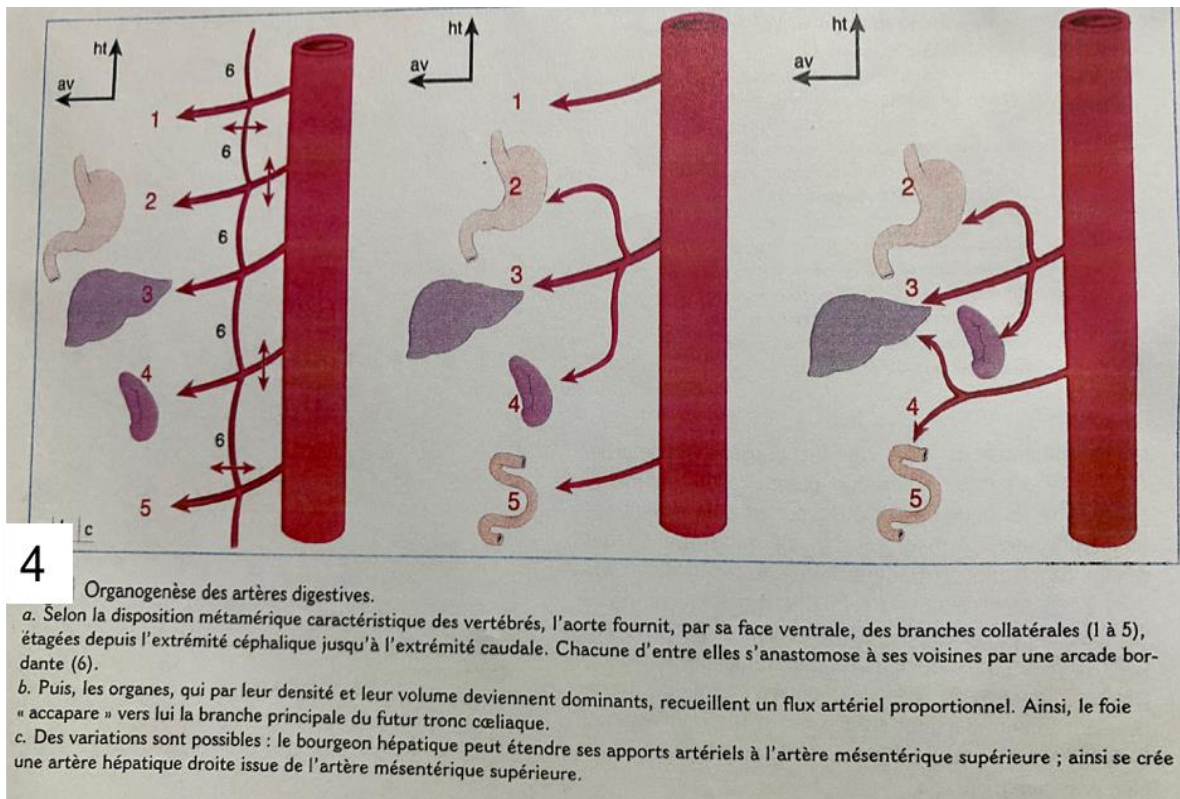 ht
av
6
1
6
2
6
3
6
4
6
5
c
ht
av
1
2
3
4
5
ht
av
2
3
4
5
4
Organogenèse des artères digestives.
a. Selon la disposition métamérique caractéristique des vertébrés, l'aorte fournit, par sa face ventrale, des branches collatérales (1 à 5),
étagées depuis l'extrémité céphalique jusqu'à l'extrémité caudale. Chacune d'entre elles s'anastomose à ses voisines par une arcade bor-
dante (6).
b. Puis, les organes, qui par leur densité et leur volume deviennent dominants, recueillent un flux artériel proportionnel. Ainsi, le foie
« accapare » vers lui la branche principale du futur tronc cœliaque.
c. Des variations sont possibles : le bourgeon hépatique peut étendre ses apports artériels à l'artère mésentérique supérieure ; ainsi se crée
une artère hépatique droite issue de l'artère mésentérique supérieure.